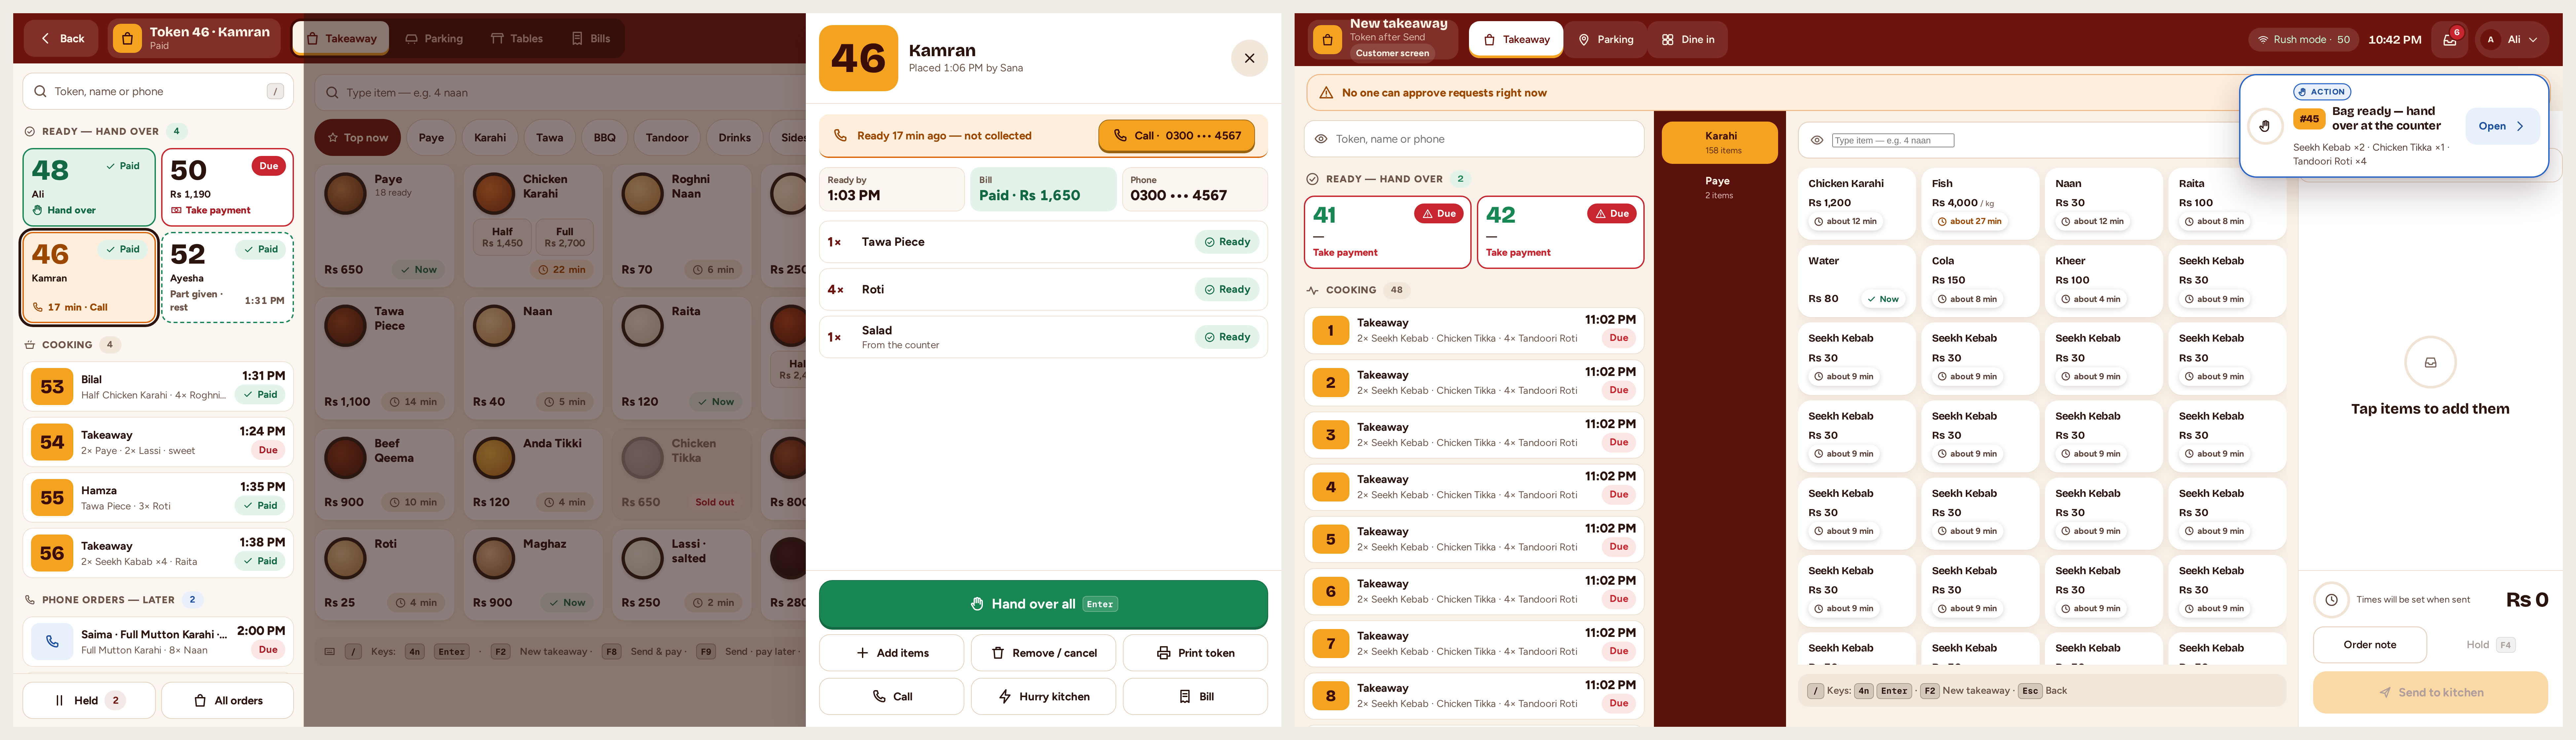 Back
Token 46 · Kamran
Paid
Takeaway
Parking
Tables
Bills
Token, name or phone
/
READY — HAND OVER 4
48
Paid
Ali
Hand over
50
Due
Rs 1,190
Take payment
46
Paid
Kamran
17 min · Call
52
Paid
Ayesha
Part given · rest
1:31 PM
COOKING 4
53
Bilal
1:31 PM
Half Chicken Karahi · 4× Roghni...
Paid
54
Takeaway
1:24 PM
2× Paye · 2× Lassi · sweet
Due
55
Hamza
1:35 PM
Tawa Piece · 3× Roti
Paid
56
Takeaway
1:38 PM
2× Seekh Kabab ×4 · Raita
Paid
PHONE ORDERS — LATER 2
Saima · Full Mutton Karahi ·...
2:00 PM
Full Mutton Karahi · 8× Naan
Due
Held 2
All orders
Type item — e.g. 4 naan
Top now
Paye
Karahi
Tawa
BBQ
Tandoor
Drinks
Sides
Paye
18 ready
Rs 650
Now
Chicken Karahi
Half
Rs 1,450
Full
Rs 2,700
22 min
Roghni Naan
Rs 70
6 min
Rs 250
Tawa Piece
Rs 1,100
14 min
Naan
Rs 40
5 min
Raita
Rs 120
Now
Hal
Rs 2,4
Beef Qeema
Rs 900
10 min
Anda Tikki
Rs 120
4 min
Chicken Tikka
Rs 650
Sold out
Rs 800
Roti
Rs 25
4 min
Maghaz
Rs 900
Now
Lassi · salted
Rs 250
2 min
Rs 280
/ Keys: 4n Enter · F2 New takeaway · F8 Send & pay · F9 Send · pay later ·
46
Kamran
Placed 1:06 PM by Sana
Ready 17 min ago — not collected
Call · 0300 ••• 4567
Ready by
1:03 PM
Bill
Paid · Rs 1,650
Phone
0300 ••• 4567
1× Tawa Piece
Ready
4× Roti
Ready
1× Salad
From the counter
Ready
Hand over all Enter
Add items
Remove / cancel
Print token
Call
Hurry kitchen
Bill
New takeaway
Token after Send
Customer screen
Takeaway
Parking
Dine in
Rush mode · 50
10:42 PM
6
A
Ali
No one can approve requests right now
ACTION
#45
Bag ready — hand over at the counter
Seekh Kebab ×2 · Chicken Tikka ×1 ·
Tandoori Roti ×4
Open
Token, name or phone
READY — HAND OVER 2
41
Due
—
Take payment
42
Due
—
Take payment
COOKING 48
1
Takeaway
11:02 PM
2× Seekh Kebab · Chicken Tikka · 4× Tandoori Roti
Due
2
Takeaway
11:02 PM
2× Seekh Kebab · Chicken Tikka · 4× Tandoori Roti
Due
3
Takeaway
11:02 PM
2× Seekh Kebab · Chicken Tikka · 4× Tandoori Roti
Due
4
Takeaway
11:02 PM
2× Seekh Kebab · Chicken Tikka · 4× Tandoori Roti
Due
5
Takeaway
11:02 PM
2× Seekh Kebab · Chicken Tikka · 4× Tandoori Roti
Due
6
Takeaway
11:02 PM
2× Seekh Kebab · Chicken Tikka · 4× Tandoori Roti
Due
7
Takeaway
11:02 PM
2× Seekh Kebab · Chicken Tikka · 4× Tandoori Roti
Due
8
Takeaway
11:02 PM
2× Seekh Kebab · Chicken Tikka · 4× Tandoori Roti
Due
Karahi
158 items
Paye
2 items
Type item — e.g. 4 naan
Chicken Karahi
Rs 1,200
about 12 min
Fish
Rs 4,000 / kg
about 27 min
Naan
Rs 30
about 12 min
Raita
Rs 100
about 8 min
Water
Rs 80
Now
Cola
Rs 150
about 8 min
Kheer
Rs 100
about 4 min
Seekh Kebab
Rs 30
about 9 min
Seekh Kebab
Rs 30
about 9 min
Seekh Kebab
Rs 30
about 9 min
Seekh Kebab
Rs 30
about 9 min
Seekh Kebab
Rs 30
about 9 min
Seekh Kebab
Rs 30
about 9 min
Seekh Kebab
Rs 30
about 9 min
Seekh Kebab
Rs 30
about 9 min
Seekh Kebab
Rs 30
about 9 min
Seekh Kebab
Rs 30
about 9 min
Seekh Kebab
Rs 30
about 9 min
Seekh Kebab
Rs 30
about 9 min
Seekh Kebab
Rs 30
about 9 min
Seekh Kebab
Rs 30
about 9 min
Seekh Kebab
Rs 30
about 9 min
Seekh Kebab
Rs 30
about 9 min
Seekh Kebab
Rs 30
about 9 min
Seekh Kebab
Seekh Kebab
Seekh Kebab
Seekh Kebab
/ Keys: 4n Enter · F2 New takeaway · Esc Back
Tap items to add them
Times will be set when sent
Rs 0
Order note
Hold F4
Send to kitchen